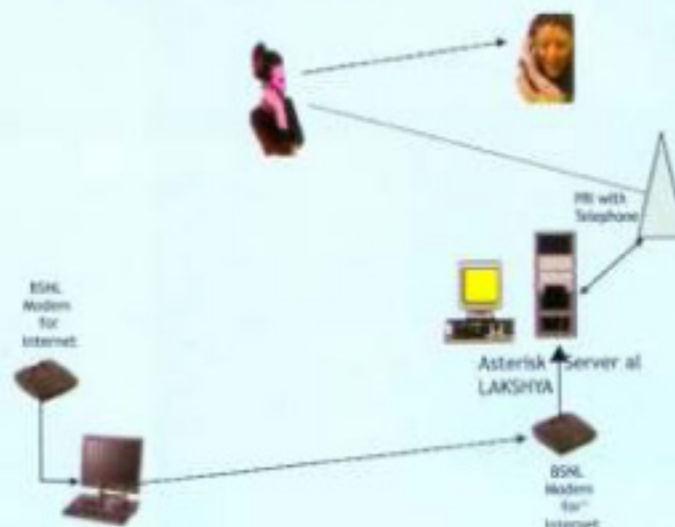 PRI with
Telephone
BSNL
Modem
for
Internet
Asterisk Server at
LAKSHYA
BSNL
Modem
for
Internet